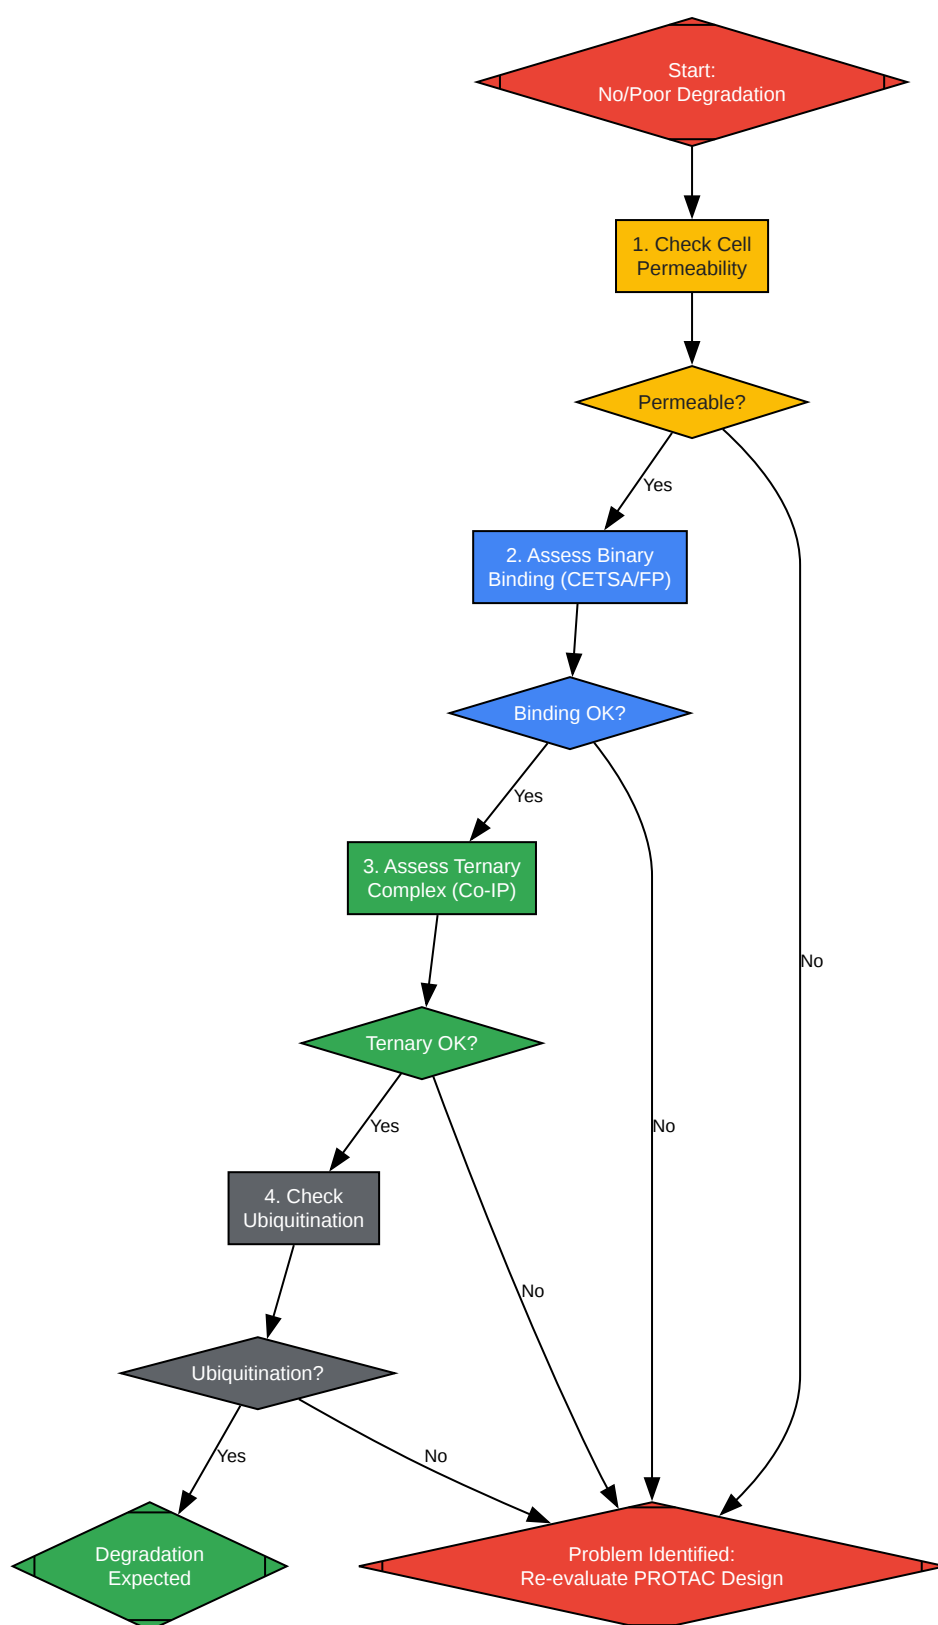 Start:
No/Poor Degradation
1. Check Cell
Permeability
Permeable?
Yes
2. Assess Binary
Binding (CETSA/FP)
Binding OK?
Yes
3. Assess Ternary
Complex (Co-IP)
No
Ternary OK?
Yes
No
4. Check
Ubiquitination
No
Ubiquitination?
Yes
No
Degradation
Expected
Problem Identified:
Re-evaluate PROTAC Design